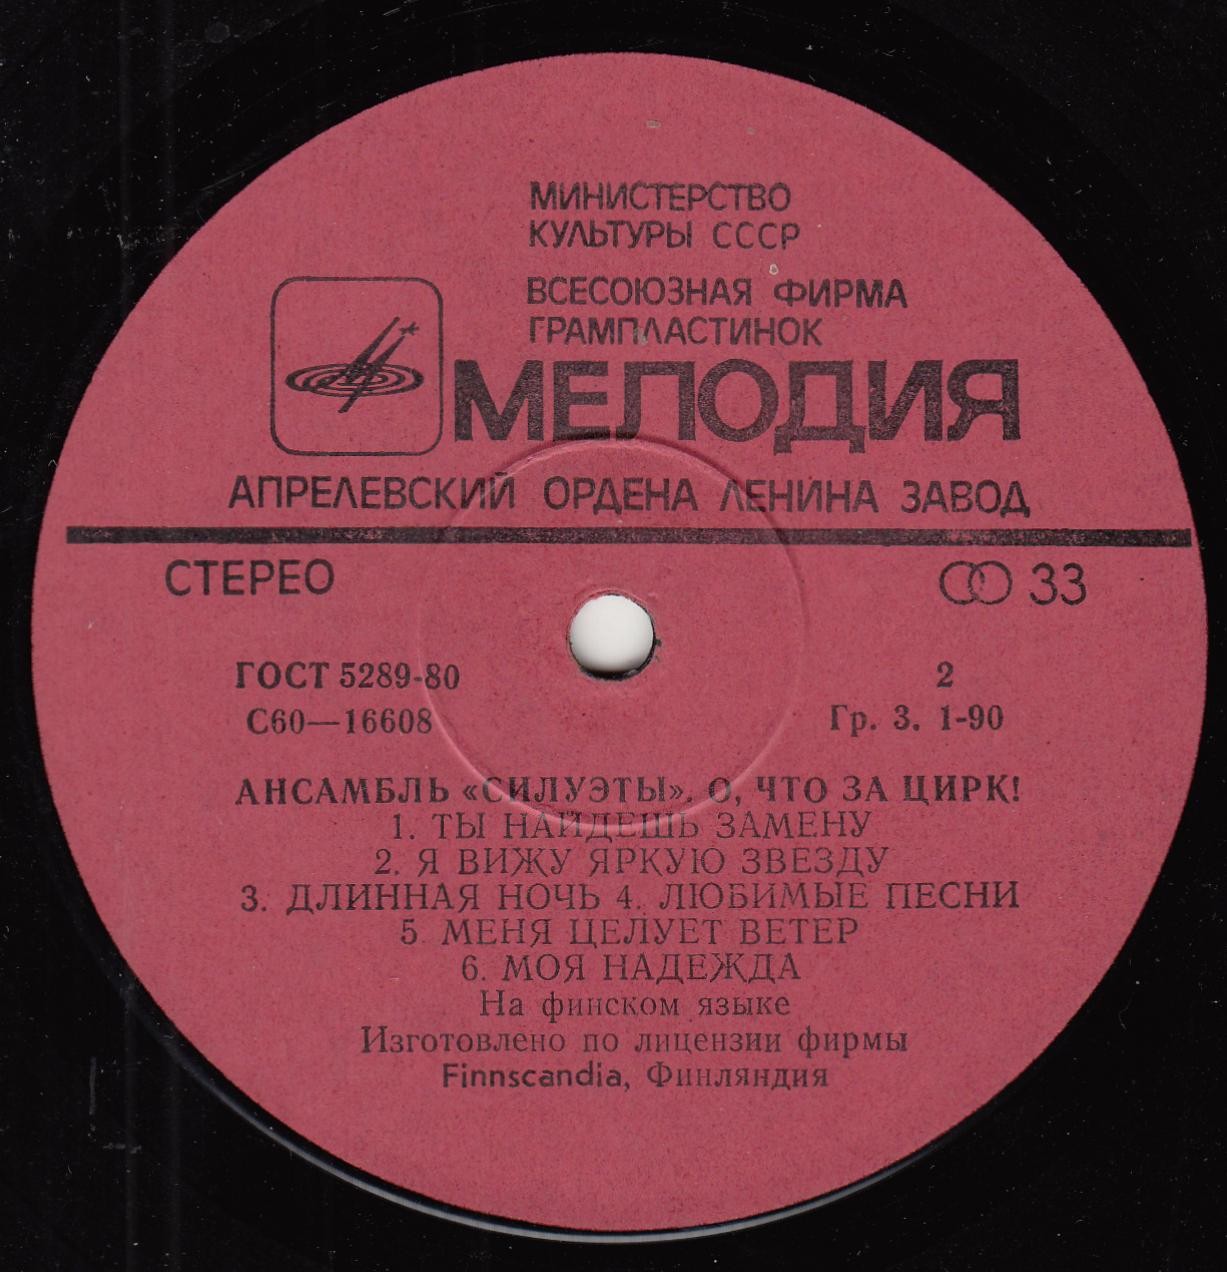 МИНИСТЕРСТВО
КУЛЬТУРЫ СССР
ВСЕСОЮЗНАЯ ФИРМА
ГРАМПЛАСТИНОК
МЕЛОДИЯ
АПРЕЛЕВСКИЙ ОРДЕНА ЛЕНИНА ЗАВОД
СТЕРЕО 33
ГОСТ 5289-80 2
С60—16608 Гр. 3. 1-90
АНСАМБЛЬ «СИЛУЭТЫ». О, ЧТО ЗА ЦИРК!
1. ТЫ НАЙДЕШЬ ЗАМЕНУ
2. Я ВИЖУ ЯРКУЮ ЗВЕЗДУ
3. ДЛИННАЯ НОЧЬ 4. ЛЮБИМЫЕ ПЕСНИ
5. МЕНЯ ЦЕЛУЕТ ВЕТЕР
6. МОЯ НАДЕЖДА
На финском языке
Изготовлено по лицензии фирмы
Finnscandia, Финляндия